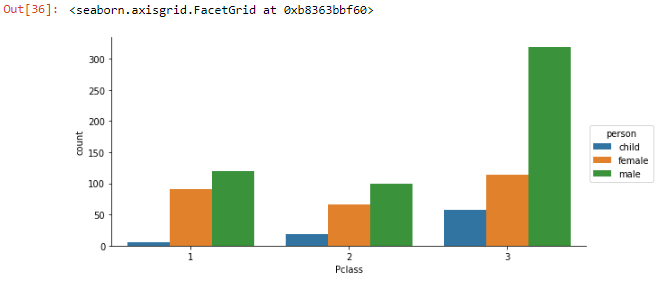 Out[36]: <seaborn.axisgrid.FacetGrid at 0xb8363bbf60>
300
250
200
150
100
50
0
count
1 2 3
Pclass
person
child
female
male